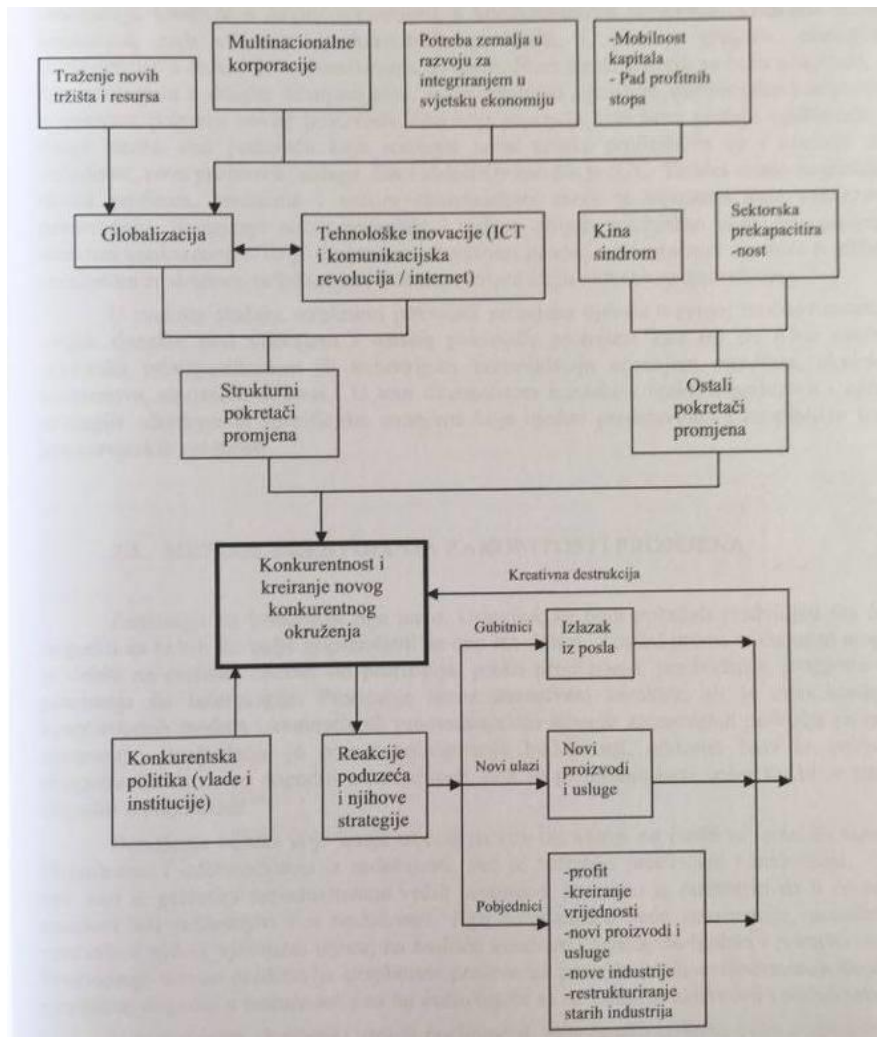 Traženje novih
tržišta i resursa
Multinacionalne
korporacije
Potreba zemalja u
razvoju za
integriranjem u
svjetsku ekonomiju
-Mobilnost
kapitala
- Pad profitnih
stopa
Globalizacija
Tehnološke inovacije (ICT
i komunikacijska
revolucija / internet)
Kina
sindrom
Sektorska
prekapacitira
-nost
Strukturni
pokretači
promjena
Ostali
pokretači
promjena
Konkurentnost i
kreiranje novog
konkurentnog
okruženja
Kreativna destrukcija
Gubitnici
Izlazak
iz posla
Konkurentska
politika (vlade i
institucije)
Reakcije
poduzeća
i njihove
strategije
Novi ulazi
Novi
proizvodi
i usluge
Pobjednici
-profit
-kreiranje
vrijednosti
-novi proizvodi i
usluge
-nove industrije
-restrukturiranje
starih industrija